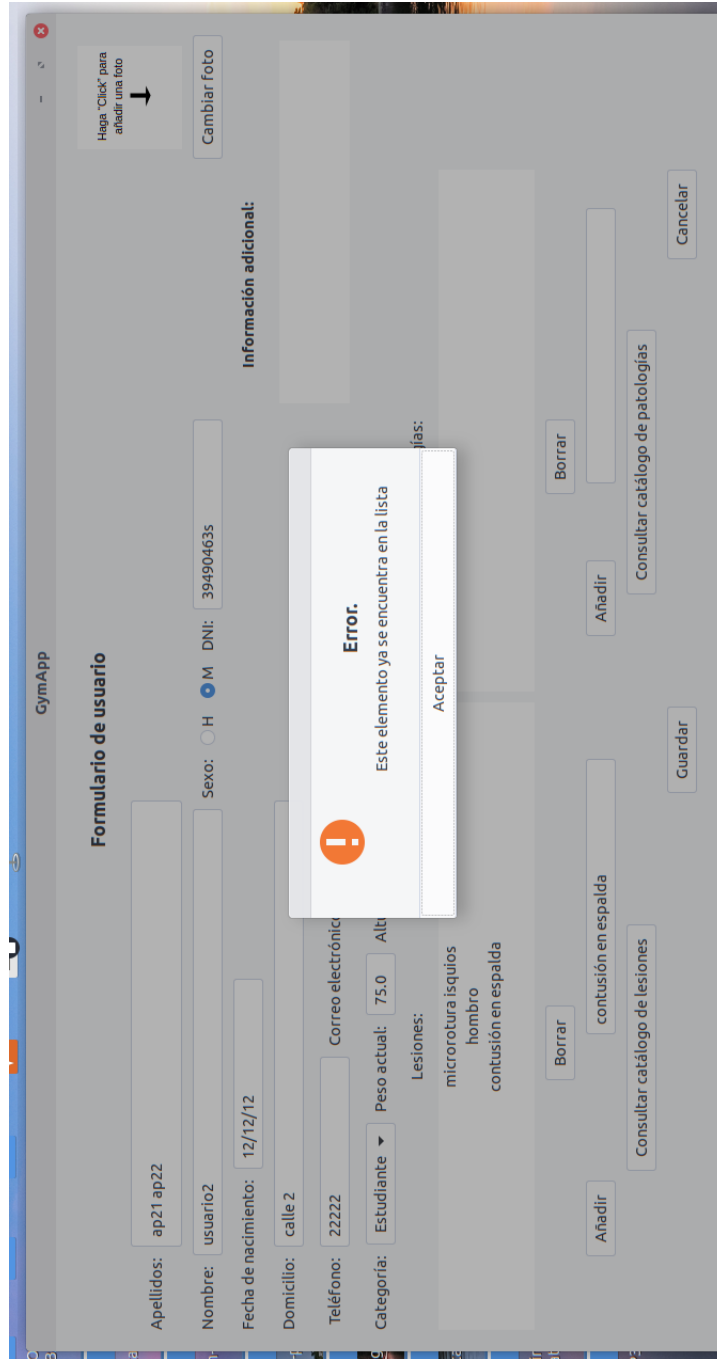 GymApp
Formulario de usuario
Haga "Click" para
añadir una foto
Apellidos: ap21 ap22
Nombre: usuario2 Sexo: H M DNI: 39490463s Cambiar foto
Fecha de nacimiento: 12/12/12 Información adicional:
Domicilio: calle 2
Teléfono: 22222 Correo electrónic
Categoría: Estudiante Peso actual: 75.0 Altu
Error.
Este elemento ya se encuentra en la lista
Aceptar
Lesiones: gías:
microrotura isquios
hombro
contusión en espalda
Borrar Borrar
Añadir contusión en espalda Añadir
Consultar catálogo de lesiones Consultar catálogo de patologías
Guardar Cancelar